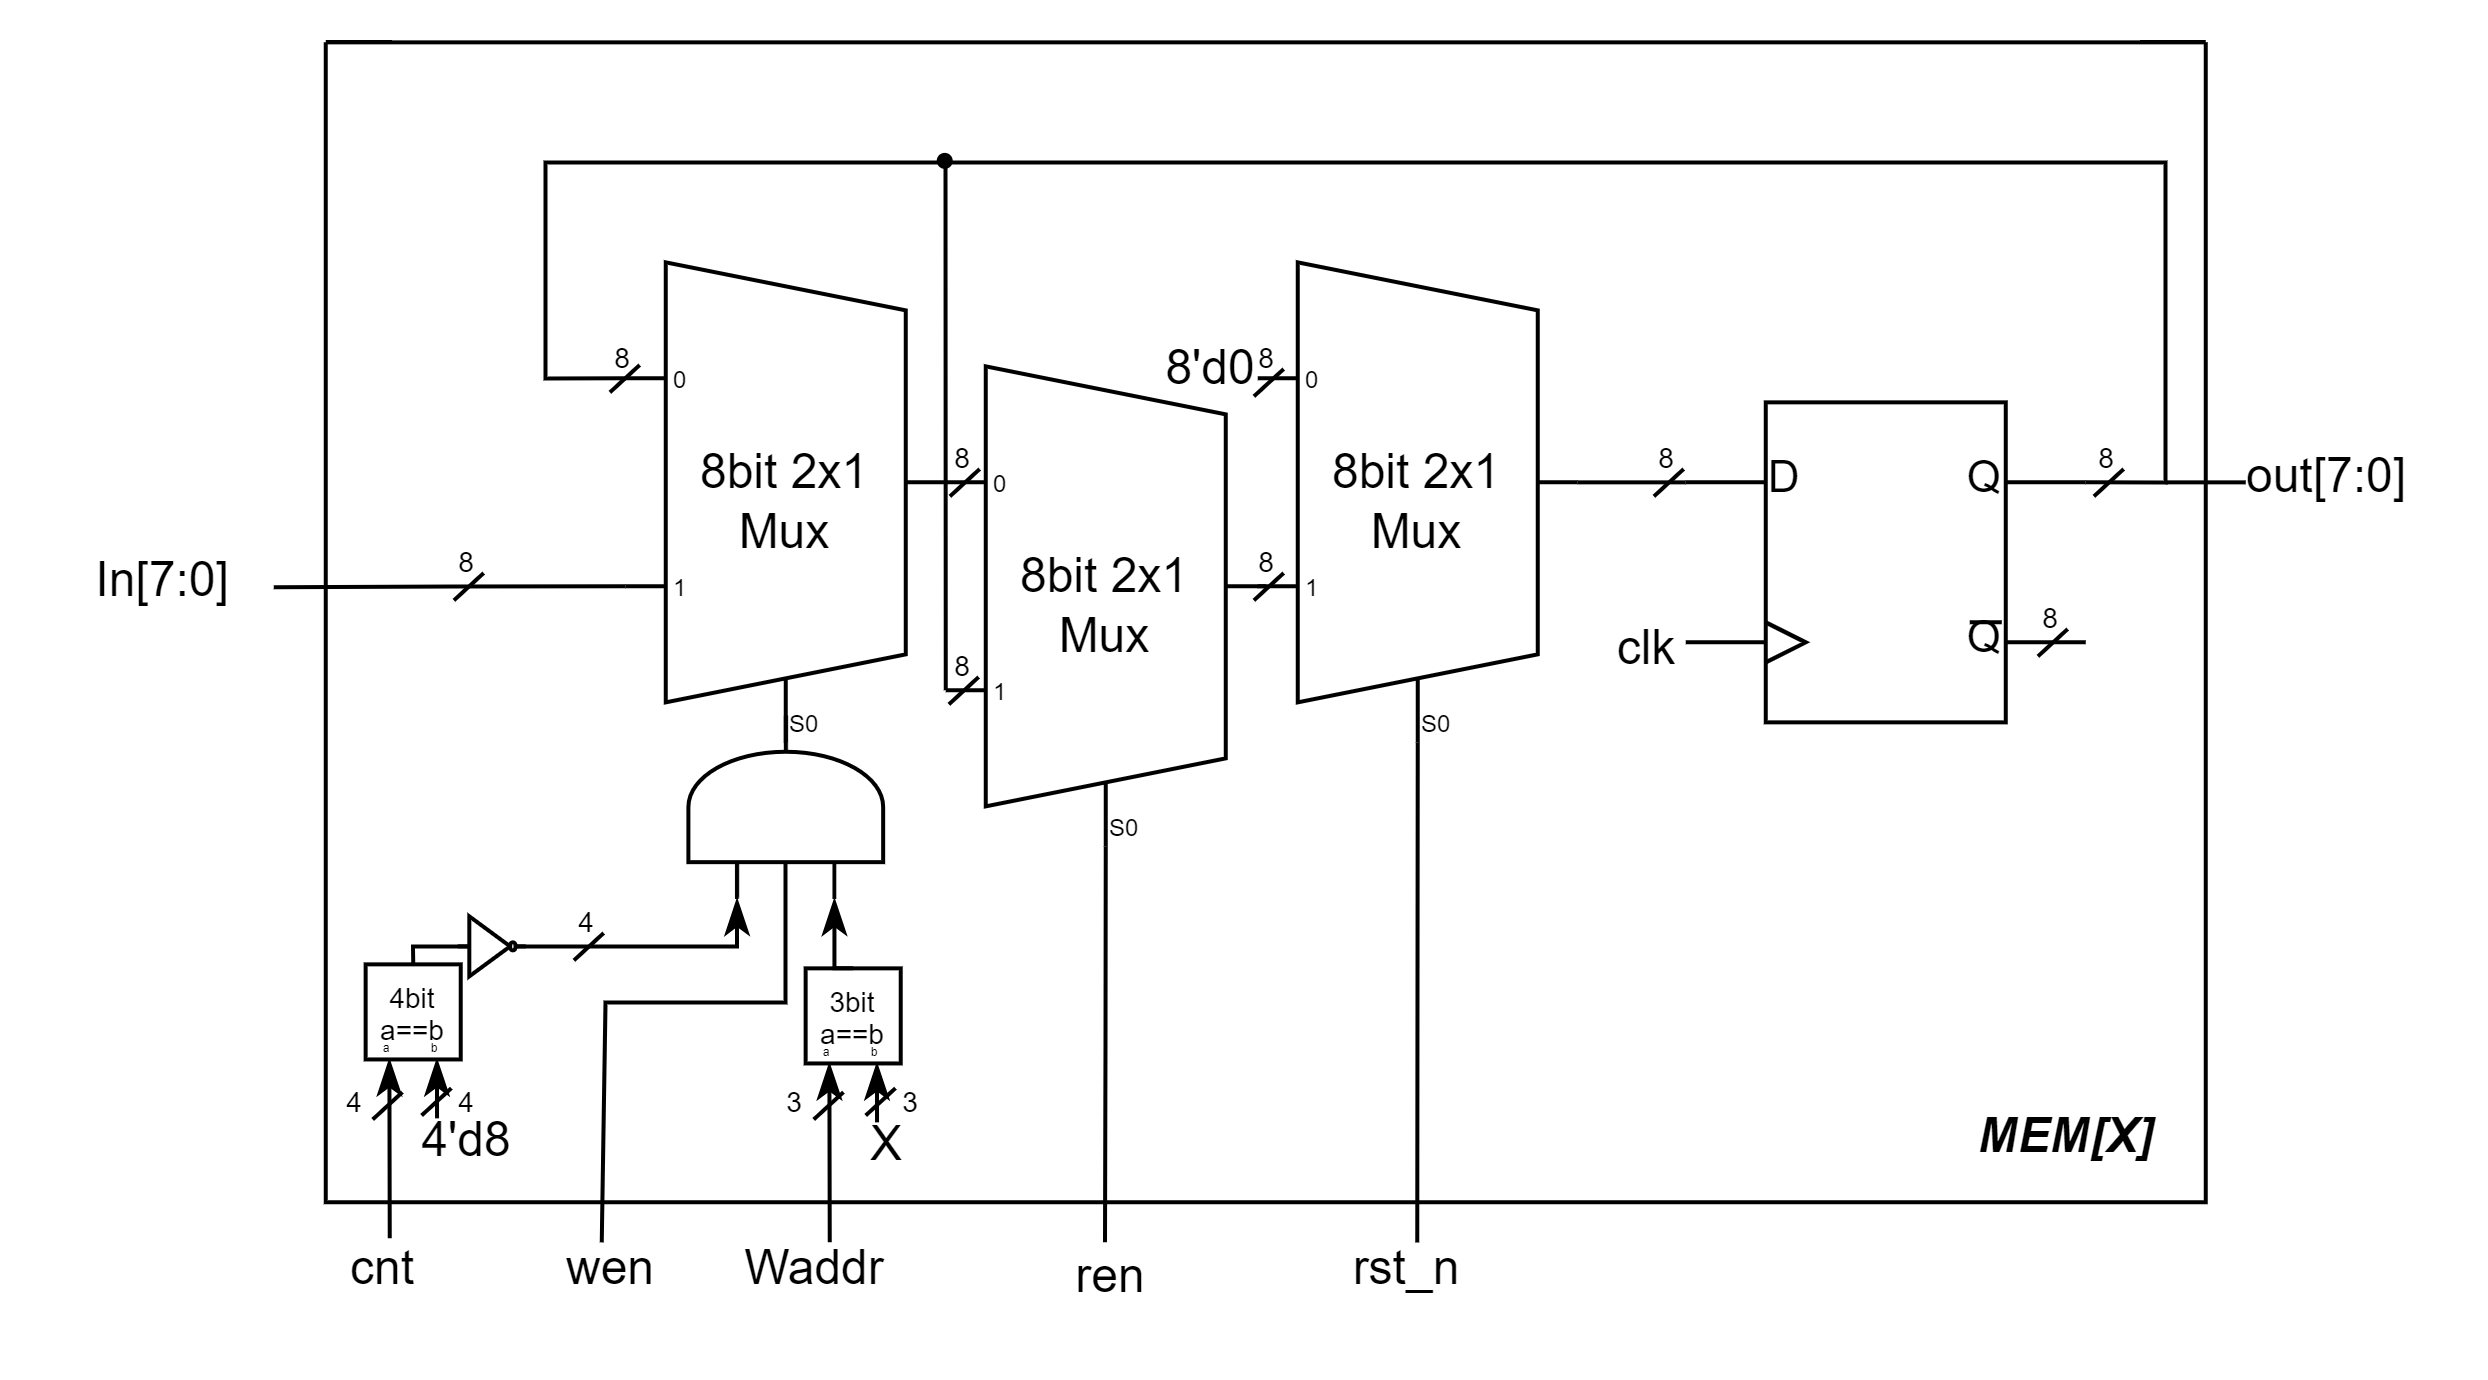 8
0
8'd0
8
0
8bit 2x1
Mux
8
0
8bit 2x1
Mux
8
D
Q
8
out[7:0]
In[7:0]
8
1
8bit 2x1
Mux
8
1
clk
Q
8
8
1
S0
S0
S0
4
4bit
a==b
a
b
3bit
a==b
a
b
4
4
4'd8
3
3
X
MEM[X]
cnt
wen
Waddr
ren
rst_n